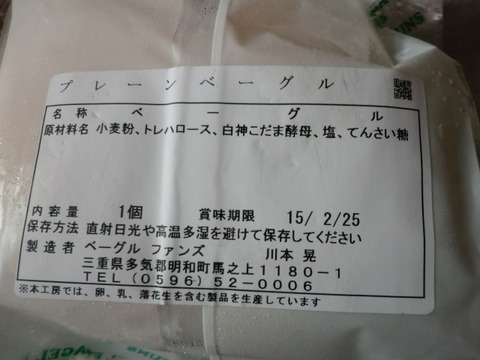 プレーンベーグル
名称 ベーグル
原材料名 小麦粉、トレハロース、白神こだま酵母、塩、てんさい糖
内容量 1個 賞味期限 15/ 2/25
保存方法 直射日光や高温多湿を避けて保存してください
製造者 ベーグル ファンズ 川本 晃
三重県多気郡明和町馬之上1180-1
TEL(0596)52-0006
※本工房では、卵、乳、落花生を含む製品を生産しています